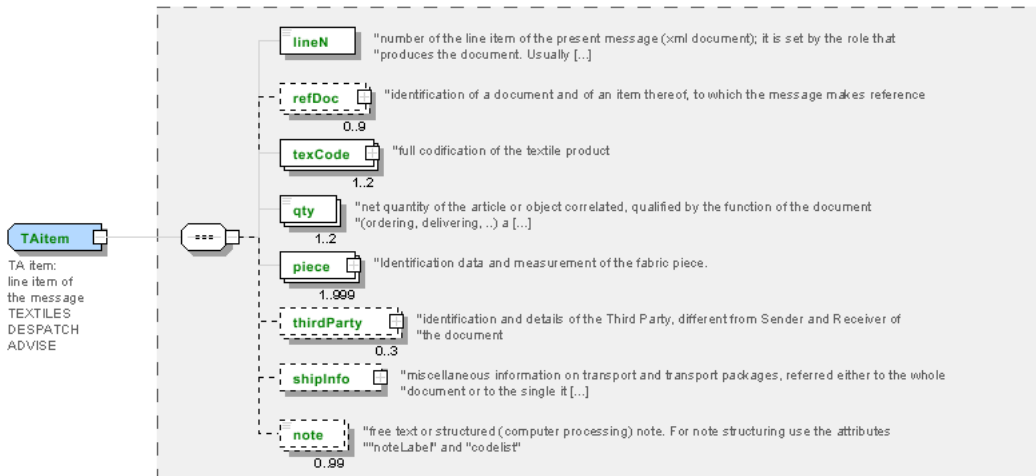 lineN
"number of the line item of the present message (xml document); it is set by the role that
"produces the document. Usually [...]
refDoc
"identification of a document and of an item thereof, to which the message makes reference
0..9
texCode
"full codification of the textile product
1..2
qty
"net quantity of the article or object correlated, qualified by the function of the document
"(ordering, delivering, ..) a [...]
1..2
TAitem
TA item:
line item of
the message
TEXTILES
DESPATCH
ADVISE
piece
"Identification data and measurement of the fabric piece.
1..999
thirdParty
"identification and details of the Third Party, different from Sender and Receiver of
"the document
0..3
shipInfo
"miscellaneous information on transport and transport packages, referred either to the whole
"document or to the single it [...]
note
"free text or structured (computer processing) note. For note structuring use the attributes
""noteLabel" and "codelist"
0..99